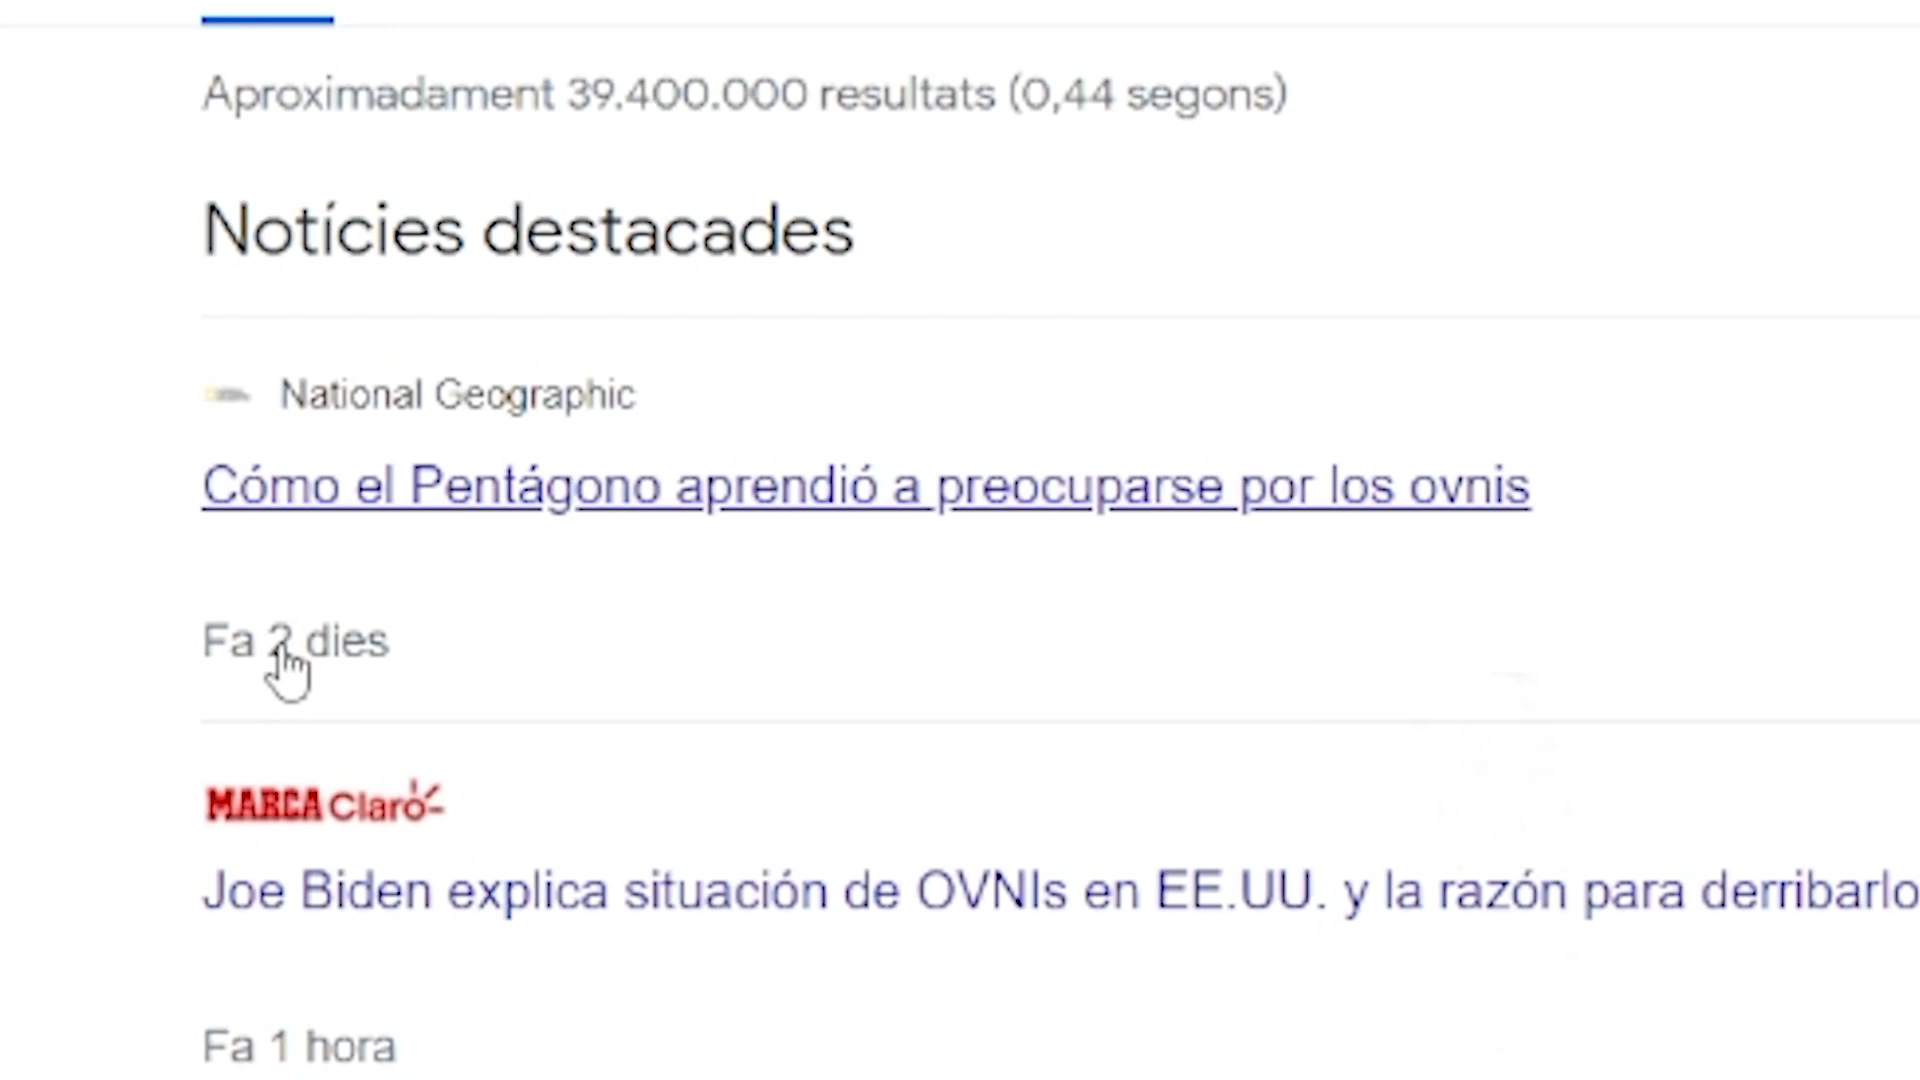 Aproximadament 39.400.000 resultats (0,44 segons)
Notícies destacades
National Geographic
Cómo el Pentágono aprendió a preocuparse por los ovnis
Fa 2 dies
MARCA Claro
Joe Biden explica situación de OVNIs en EE.UU. y la razón para derribarlo
Fa 1 hora